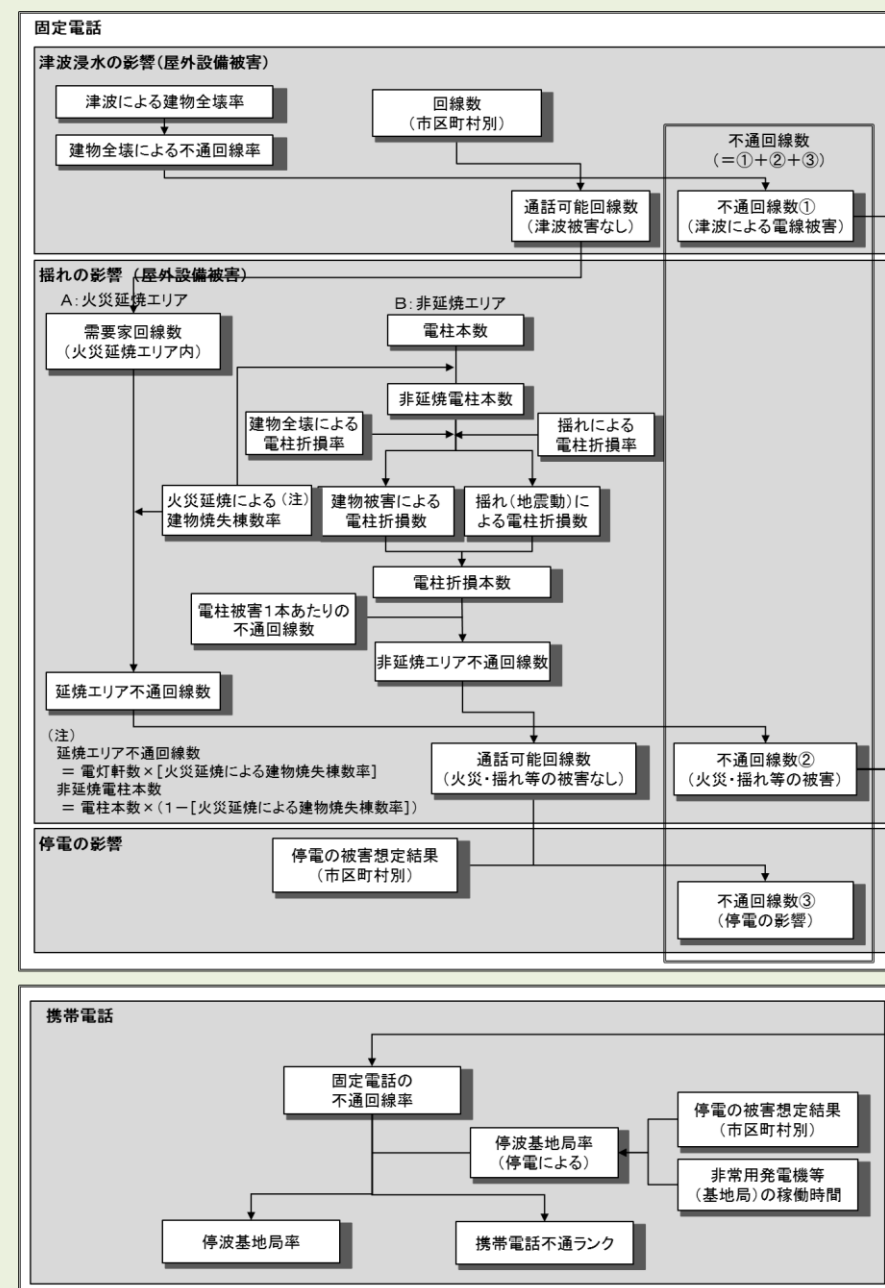 固定電話
津波浸水の影響(屋外設備被害)
津波による建物全壊率
回線数
(市区町村別)
建物全壊による不通回線率
不通回線数
(=①+②+③)
通話可能回線数
(津波被害なし)
不通回線数①
(津波による電線被害)
揺れの影響 (屋外設備被害)
A:火災延焼エリア
B:非延焼エリア
需要家回線数
(火災延焼エリア内)
電柱本数
非延焼電柱本数
建物全壊による
電柱折損率
揺れによる
電柱折損率
火災延焼による(注)
建物焼失棟数率
建物被害による
電柱折損数
揺れ(地震動)に
よる電柱折損数
電柱折損本数
電柱被害1本あたりの
不通回線数
非延焼エリア不通回線数
延焼エリア不通回線数
(注)
延焼エリア不通回線数
= 電灯軒数×[火災延焼による建物焼失棟数率]
非延焼電柱本数
= 電柱本数×(1-[火災延焼による建物焼失棟数率])
通話可能回線数
(火災・揺れ等の被害なし)
不通回線数②
(火災・揺れ等の被害)
停電の影響
停電の被害想定結果
(市区町村別)
不通回線数③
(停電の影響)
携帯電話
固定電話の
不通回線率
停波基地局率
(停電による)
停電の被害想定結果
(市区町村別)
非常用発電機等
(基地局)の稼働時間
停波基地局率
携帯電話不通ランク